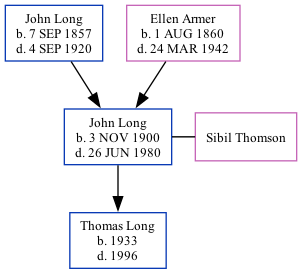 John Long
b. 7 SEP 1857
d. 4 SEP 1920
Ellen Armer
b. 1 AUG 1860
d. 24 MAR 1942
John Long
b. 3 NOV 1900
d. 26 JUN 1980
Sibil Thomson
Thomas Long
b. 1933
d. 1996